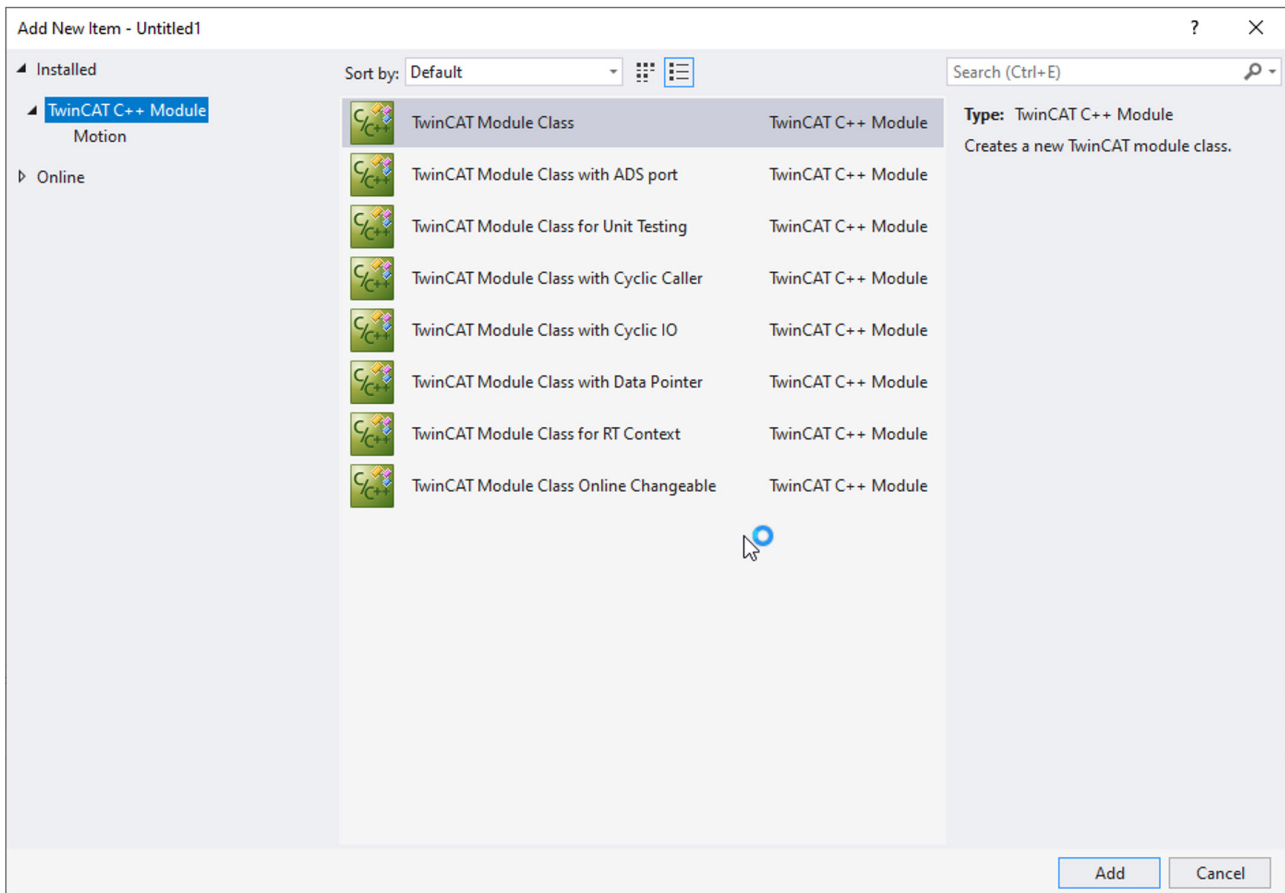 Add New Item - Untitled1
?
Installed
TwinCAT C++ Module
Motion
Online
Sort by: Default
Search (Ctrl+E)
TwinCAT Module Class TwinCAT C++ Module
TwinCAT Module Class with ADS port TwinCAT C++ Module
TwinCAT Module Class for Unit Testing TwinCAT C++ Module
TwinCAT Module Class with Cyclic Caller TwinCAT C++ Module
TwinCAT Module Class with Cyclic IO TwinCAT C++ Module
TwinCAT Module Class with Data Pointer TwinCAT C++ Module
TwinCAT Module Class for RT Context TwinCAT C++ Module
TwinCAT Module Class Online Changeable TwinCAT C++ Module
Type: TwinCAT C++ Module
Creates a new TwinCAT module class.
Add
Cancel